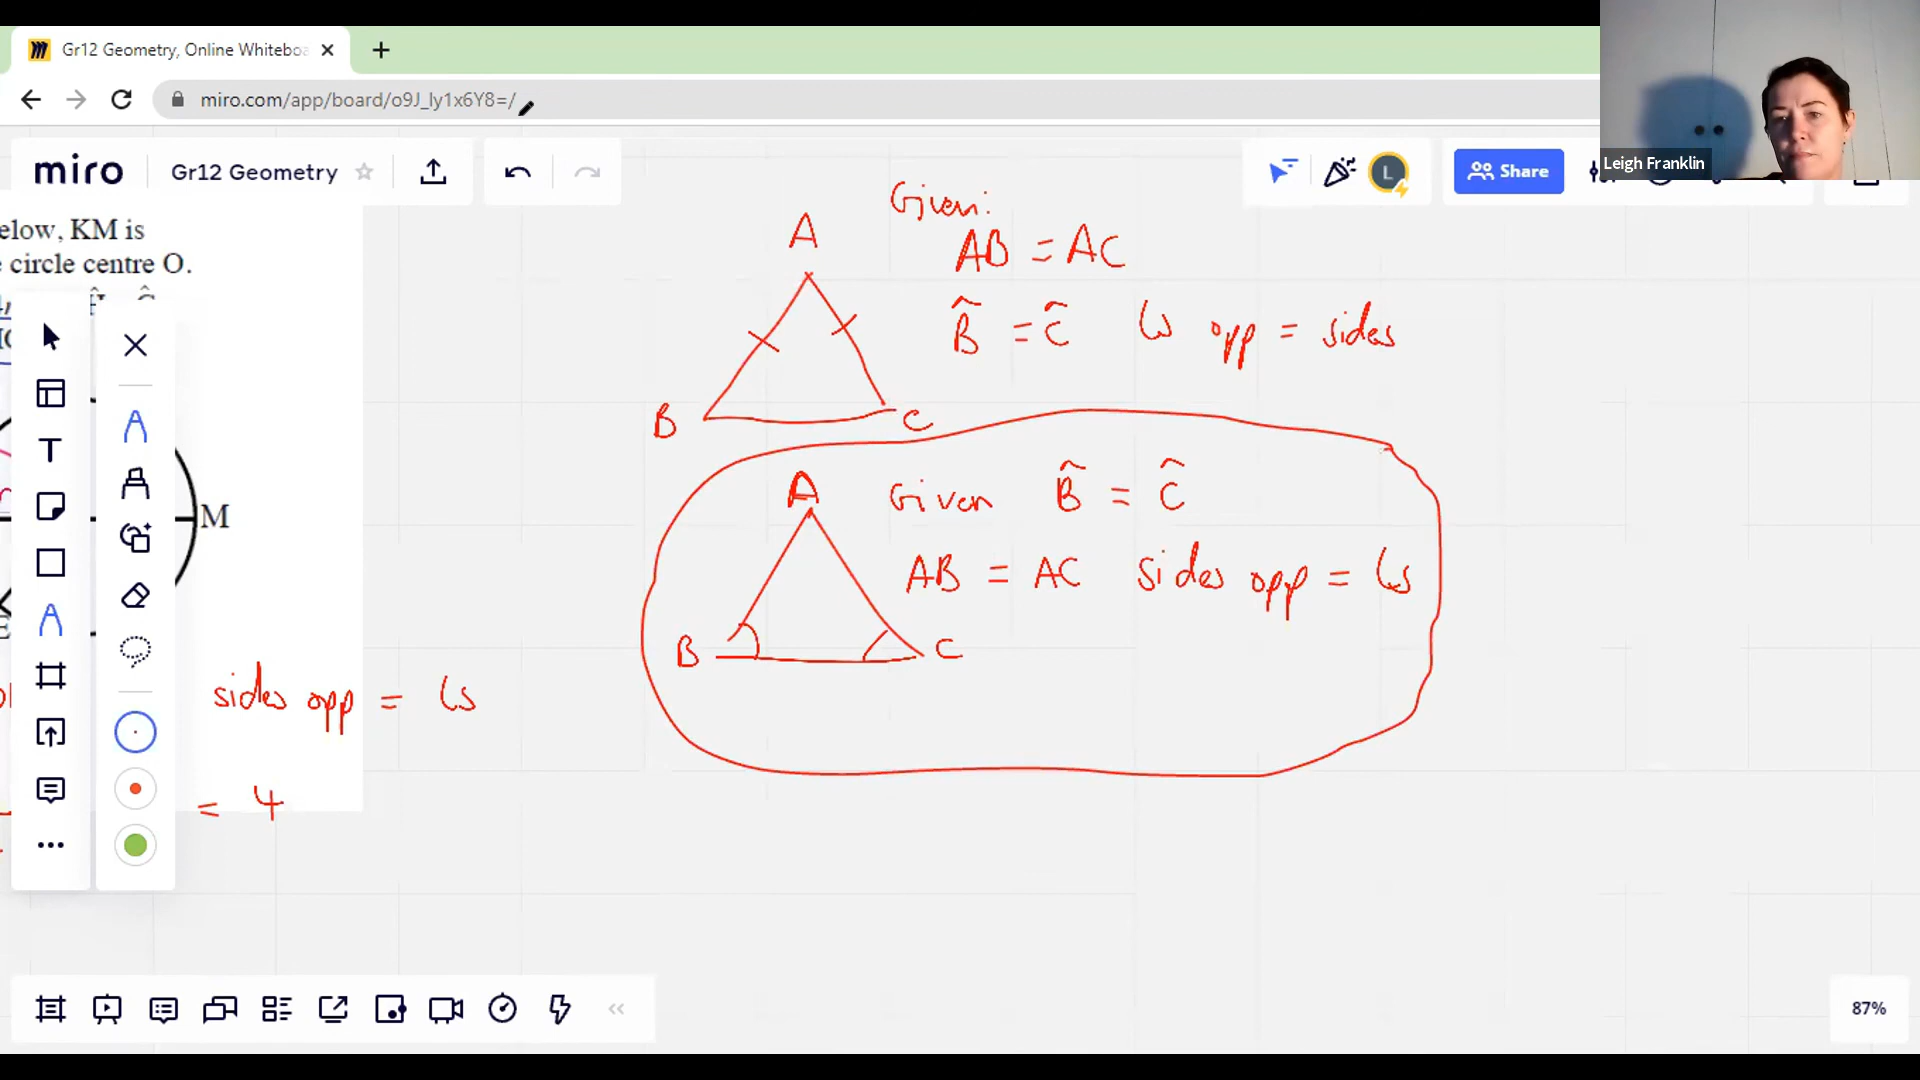 Gr12 Geometry, Online Whiteboa
miro.com/app/board/o9J_ly1x6Y8=/
miro
Gr12 Geometry
L
Share
Leigh Franklin
elow, KM is
e circle centre O.
M
E
sides opp = ∠s
= 4
T
Given:
AB = AC
A
B̂ = Ĉ ∠s opp = sides
B
C
A
Given B̂ = Ĉ
AB = AC sides opp = ∠s
B
C
87%